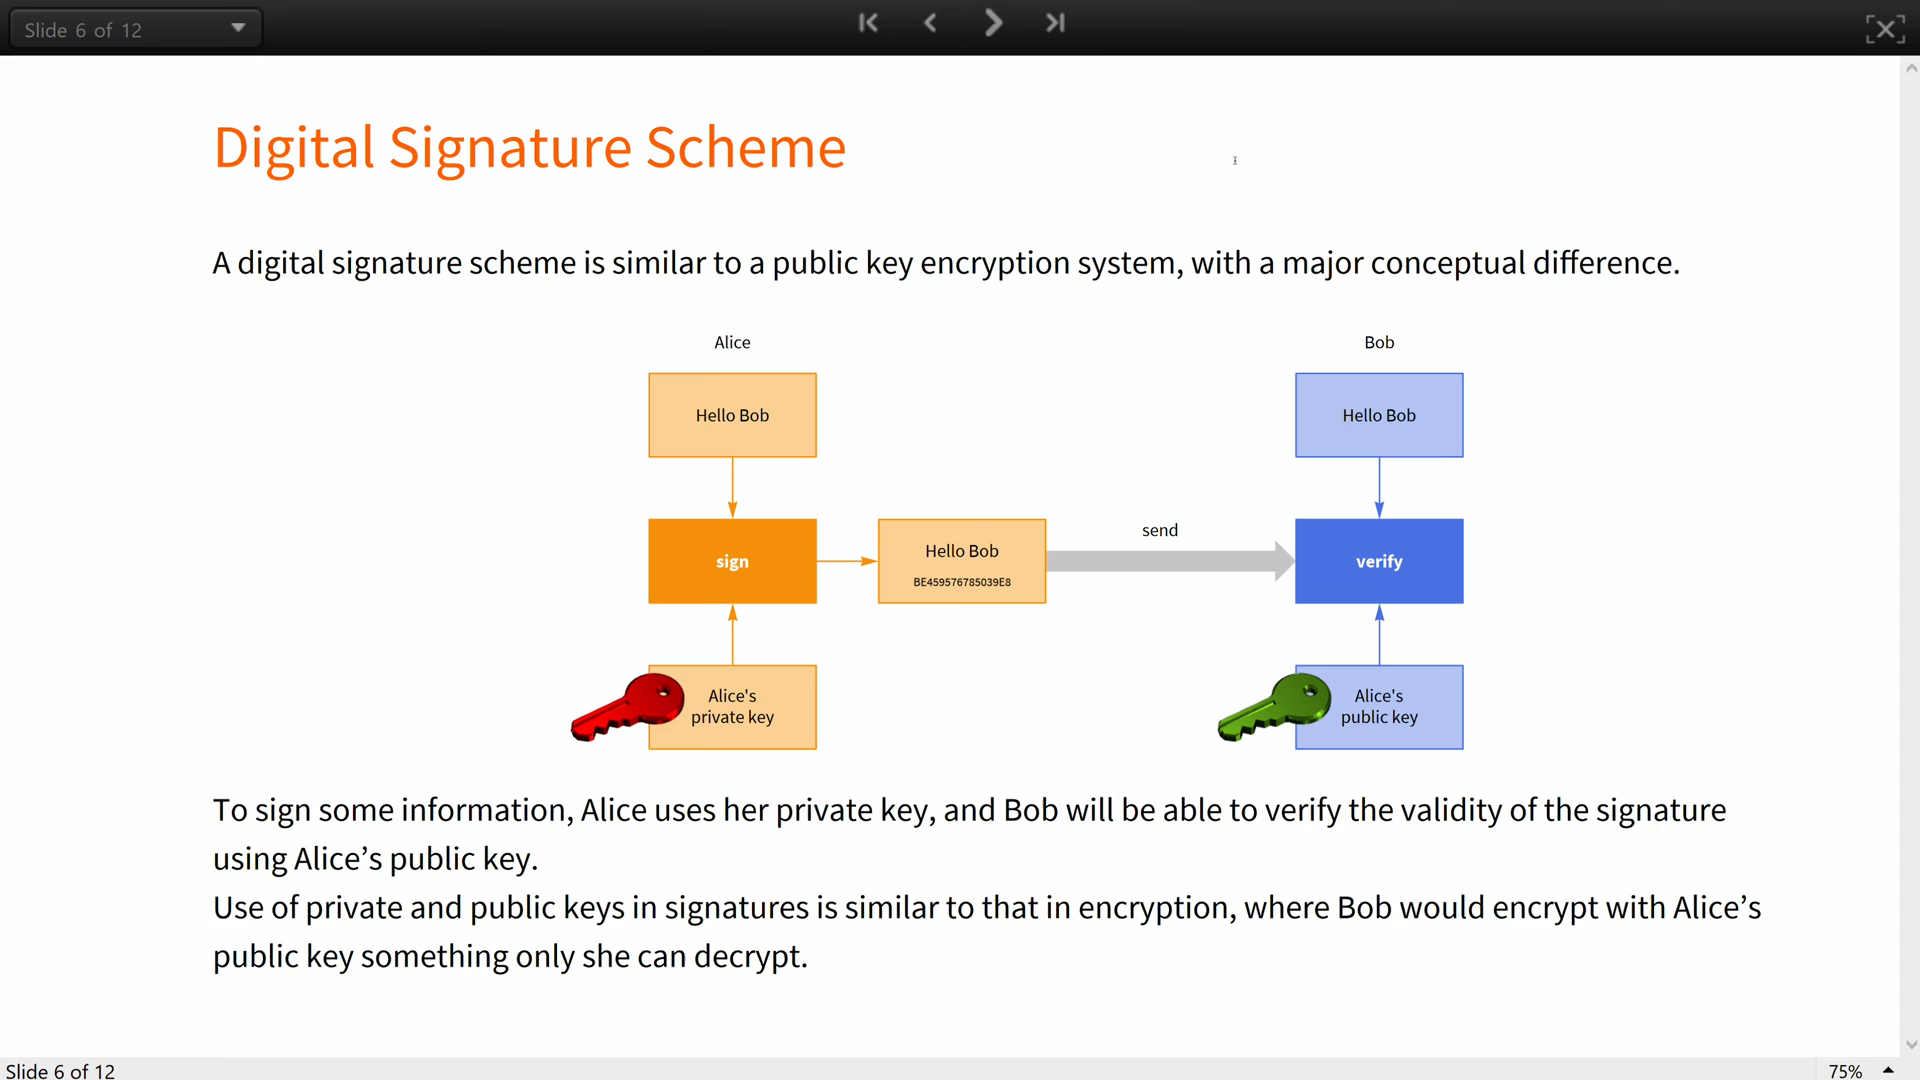 Slide 6 of 12
Digital Signature Scheme
A digital signature scheme is similar to a public key encryption system, with a major conceptual difference.
Alice
Bob
Hello Bob
Hello Bob
sign
Hello Bob
BE459576785039E8
send
verify
Alice's
private key
Alice's
public key
To sign some information, Alice uses her private key, and Bob will be able to verify the validity of the signature
using Alice’s public key.
Use of private and public keys in signatures is similar to that in encryption, where Bob would encrypt with Alice’s
public key something only she can decrypt.
Slide 6 of 12
75%